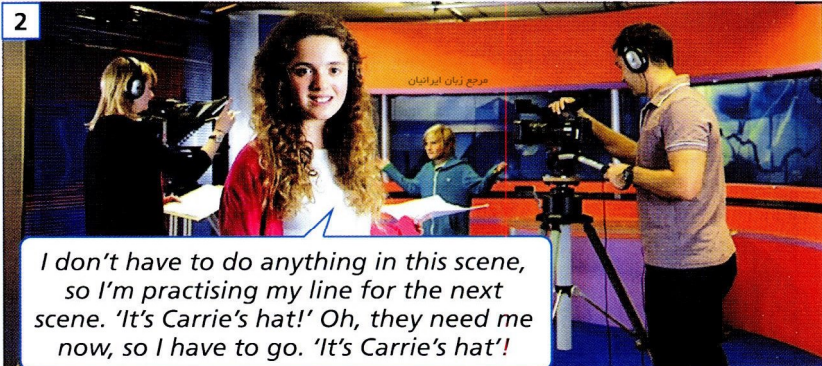 2
مرجع زبان ایرانیان
I don't have to do anything in this scene,
so I'm practising my line for the next
scene. 'It's Carrie's hat!' Oh, they need me
now, so I have to go. 'It's Carrie's hat'!